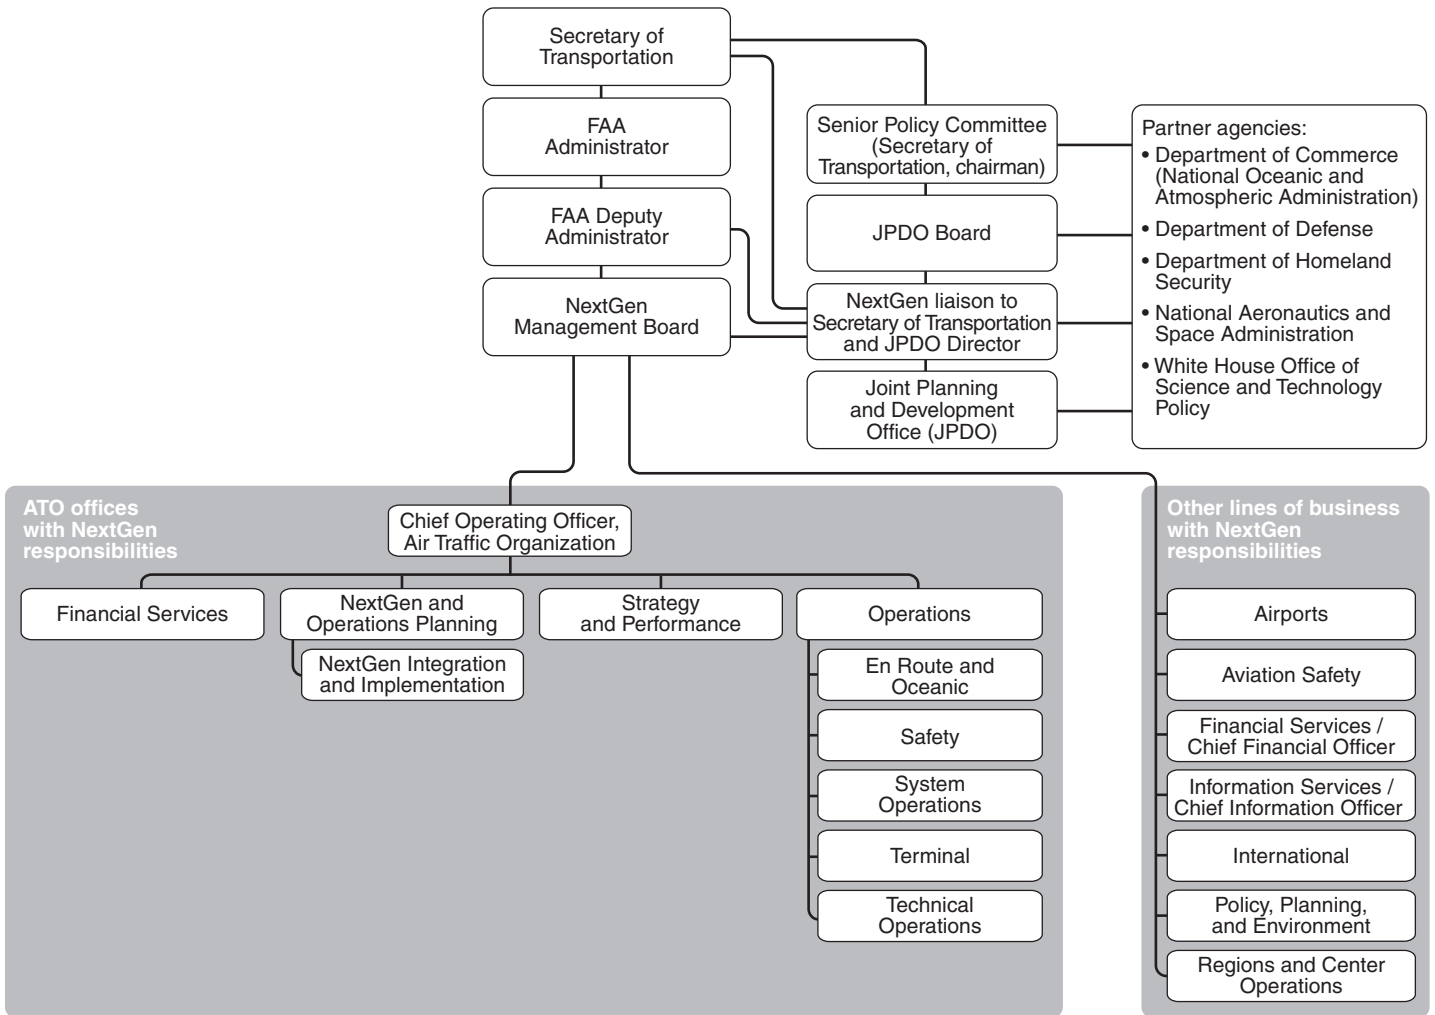 Secretary of
Transportation
FAA
Administrator
FAA Deputy
Administrator
NextGen
Management Board
Senior Policy Committee
(Secretary of
Transportation, chairman)
JPDO Board
NextGen liaison to
Secretary of Transportation
and JPDO Director
Joint Planning
and Development
Office (JPDO)
Partner agencies:
• Department of Commerce
(National Oceanic and
Atmospheric Administration)
• Department of Defense
• Department of Homeland
Security
• National Aeronautics and
Space Administration
• White House Office of
Science and Technology
Policy
ATO offices
with NextGen
responsibilities
Chief Operating Officer,
Air Traffic Organization
Financial Services
NextGen and
Operations Planning
NextGen Integration
and Implementation
Strategy
and Performance
Operations
En Route and
Oceanic
Safety
System
Operations
Terminal
Technical
Operations
Other lines of business
with NextGen
responsibilities
Airports
Aviation Safety
Financial Services /
Chief Financial Officer
Information Services /
Chief Information Officer
International
Policy, Planning,
and Environment
Regions and Center
Operations